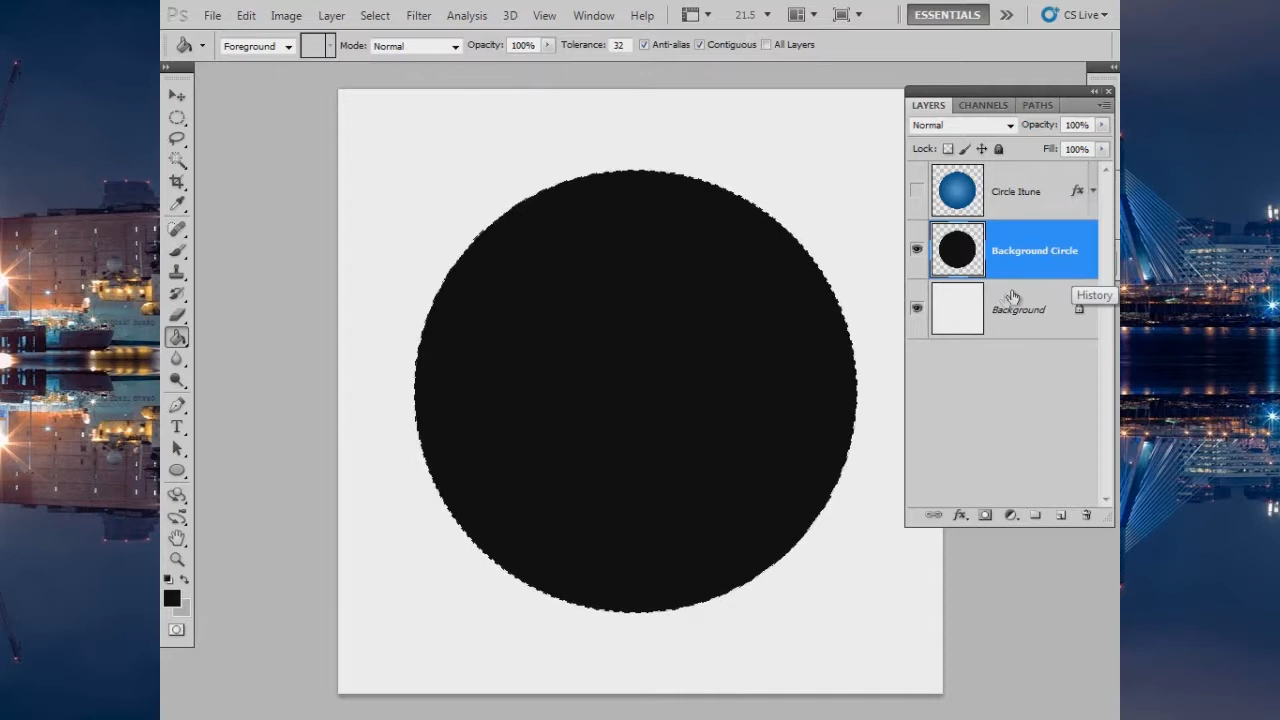 Ps File Edit Image Layer Select Filter Analysis 3D View Window Help 21.5 ESSENTIALS CS Live
Foreground Mode: Normal Opacity: 100% Tolerance: 32 Anti-alias Contiguous All Layers
LAYERS CHANNELS PATHS
Normal Opacity: 100%
Lock: Fill: 100%
Circle Itune fx
Background Circle
History
Background
fx
T